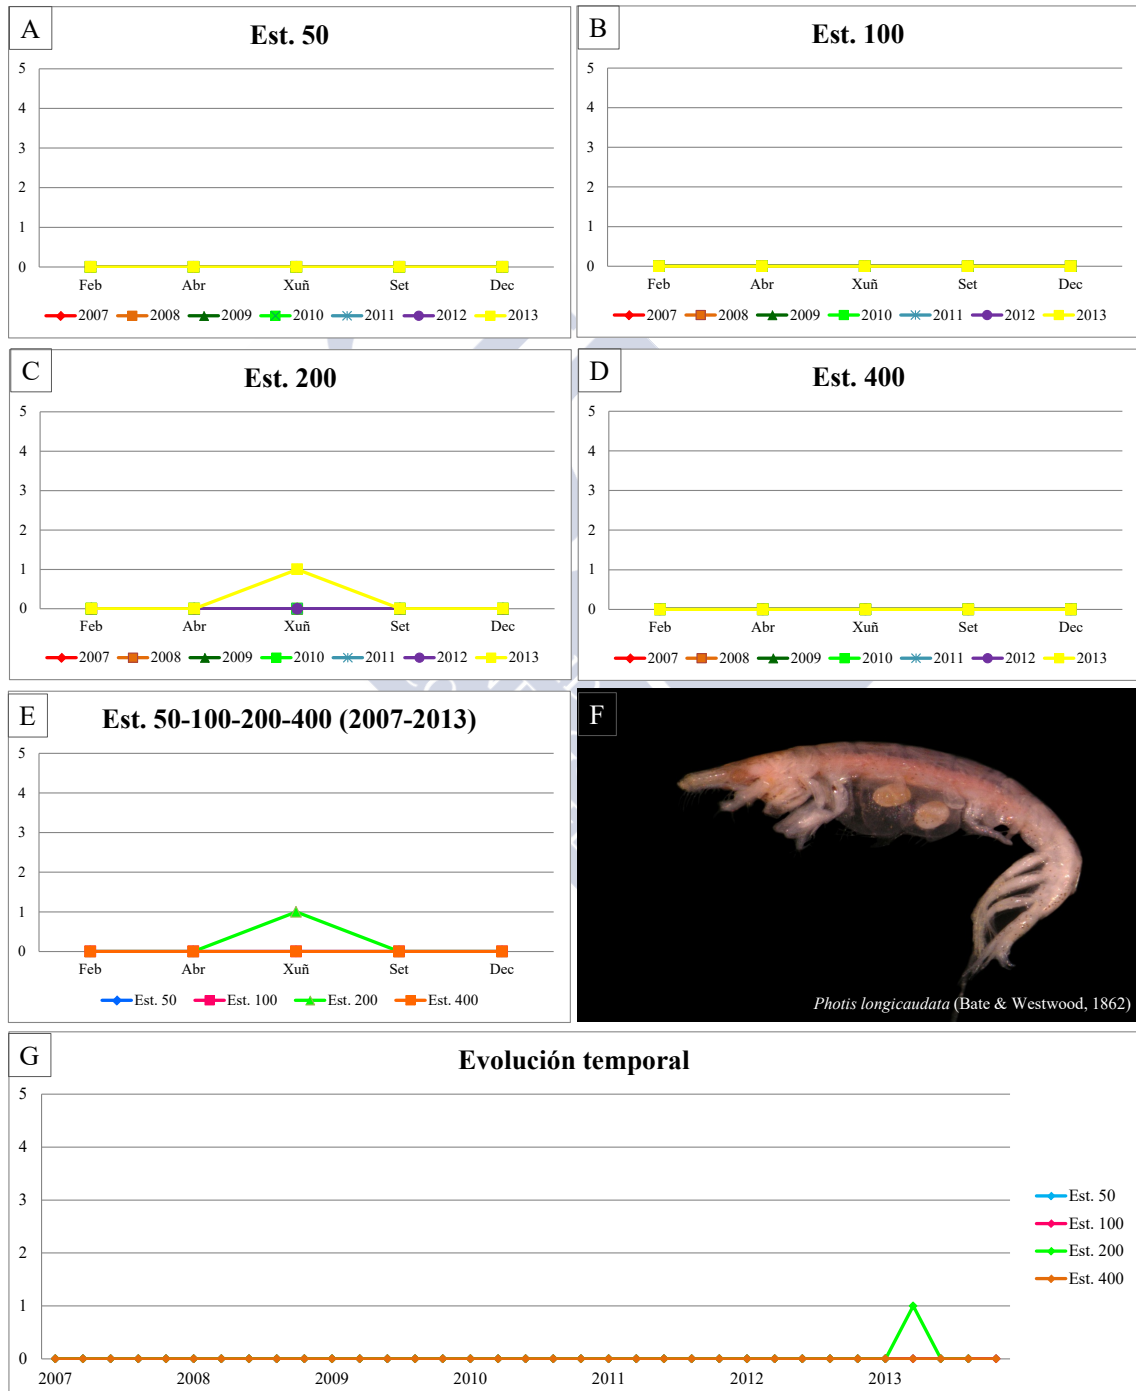 A
Est. 50
5
4
3
2
1
0
Feb Abr Xuñ Set Dec
2007 2008 2009 2010 2011 2012 2013
B
Est. 100
5
4
3
2
1
0
Feb Abr Xuñ Set Dec
2007 2008 2009 2010 2011 2012 2013
C
Est. 200
5
4
3
2
1
0
Feb Abr Xuñ Set Dec
2007 2008 2009 2010 2011 2012 2013
D
Est. 400
5
4
3
2
1
0
Feb Abr Xuñ Set Dec
2007 2008 2009 2010 2011 2012 2013
E
Est. 50-100-200-400 (2007-2013)
5
4
3
2
1
0
Feb Abr Xuñ Set Dec
Est. 50 Est. 100 Est. 200 Est. 400
F
Photis longicaudata (Bate & Westwood, 1862)
G
Evolución temporal
5
4
3
2
1
0
2007 2008 2009 2010 2011 2012 2013
Est. 50
Est. 100
Est. 200
Est. 400